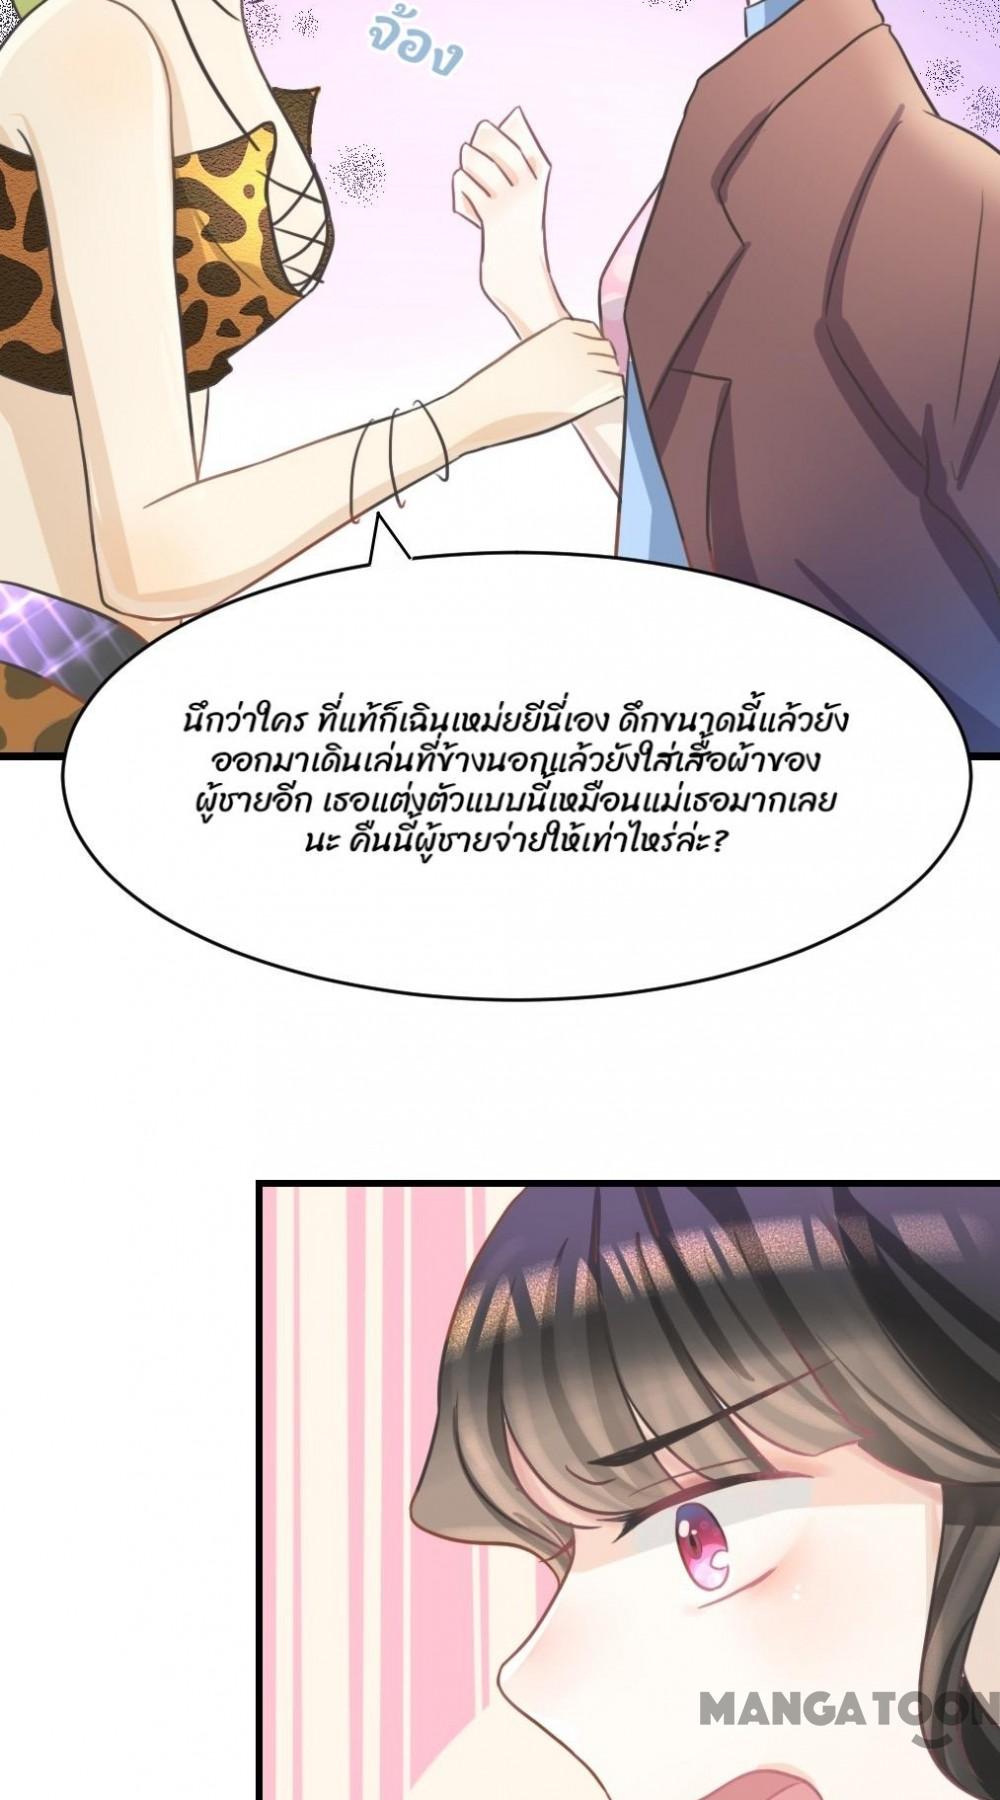 จ้อง
นึกว่าใคร ที่แท้ก็เฉินเหม่ยยีนี่เอง ดึกขนาดนี้แล้วยัง
ออกมาเดินเล่นที่ข้างนอกแล้วยังใส่เสื้อผ้าของ
ผู้ชายอีก เธอแต่งตัวแบบนี้เหมือนแม่เธอมากเลย
นะ คืนนี้ผู้ชายจ่ายให้เท่าไหร่ล่ะ?
MANGATOON